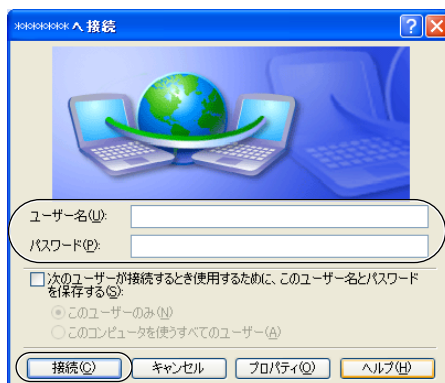 ******* へ 接続
ユーザー名(U):
パスワード(P):
次のユーザーが接続するとき使用するために、このユーザー名とパスワード
を保存する(S):
このユーザーのみ(N)
このコンピュータを使うすべてのユーザー(A)
接続(C) キャンセル プロパティ(O) ヘルプ(H)